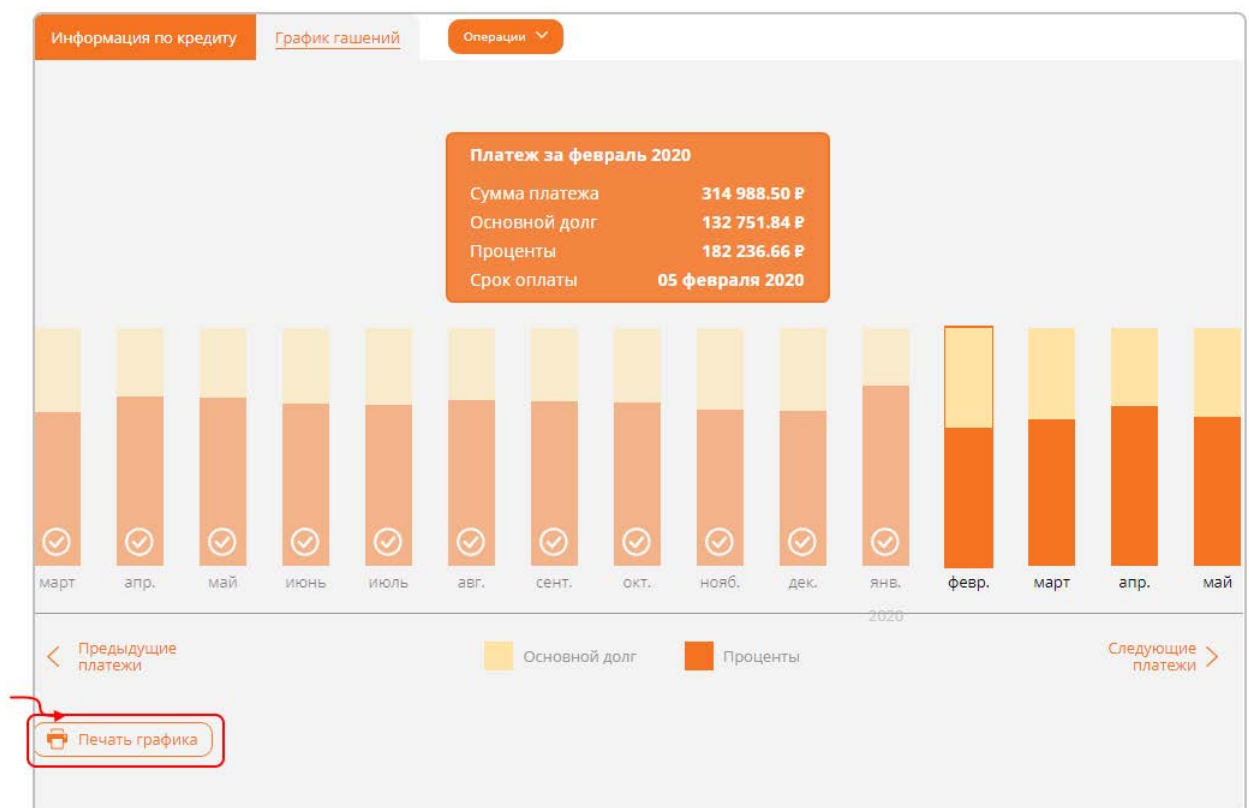 Информация по кредиту График гашений Операции
Платеж за февраль 2020
Сумма платежа 314 988.50 ₽
Основной долг 132 751.84 ₽
Проценты 182 236.66 ₽
Срок оплаты 05 февраля 2020
март апр. май июнь июль авг. сент. окт. нояб. дек. янв. февр. март апр. май
2020
Предыдущие
платежи
Основной долг Проценты
Следующие
платежи
Печать графика